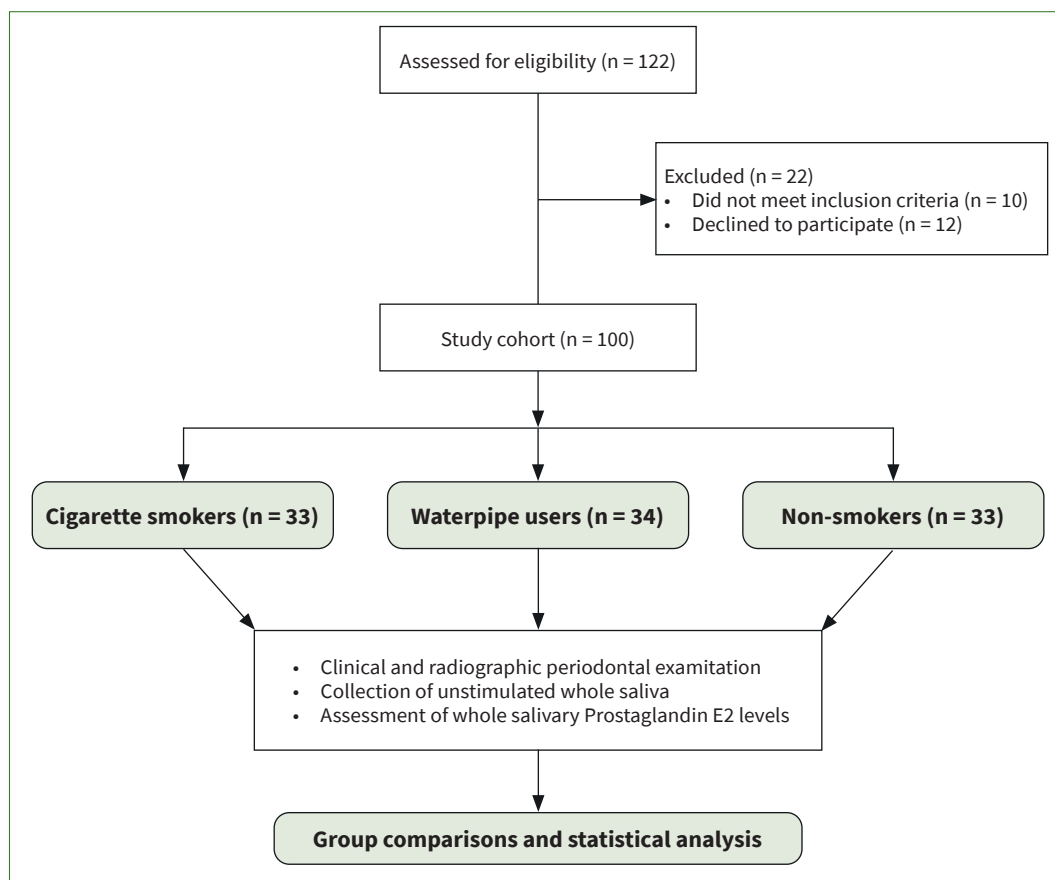 Assessed for eligibility (n = 122)
Excluded (n = 22)
• Did not meet inclusion criteria (n = 10)
• Declined to participate (n = 12)
Study cohort (n = 100)
Cigarette smokers (n = 33)
Waterpipe users (n = 34)
Non-smokers (n = 33)
• Clinical and radiographic periodontal examitation
• Collection of unstimulated whole saliva
• Assessment of whole salivary Prostaglandin E2 levels
Group comparisons and statistical analysis